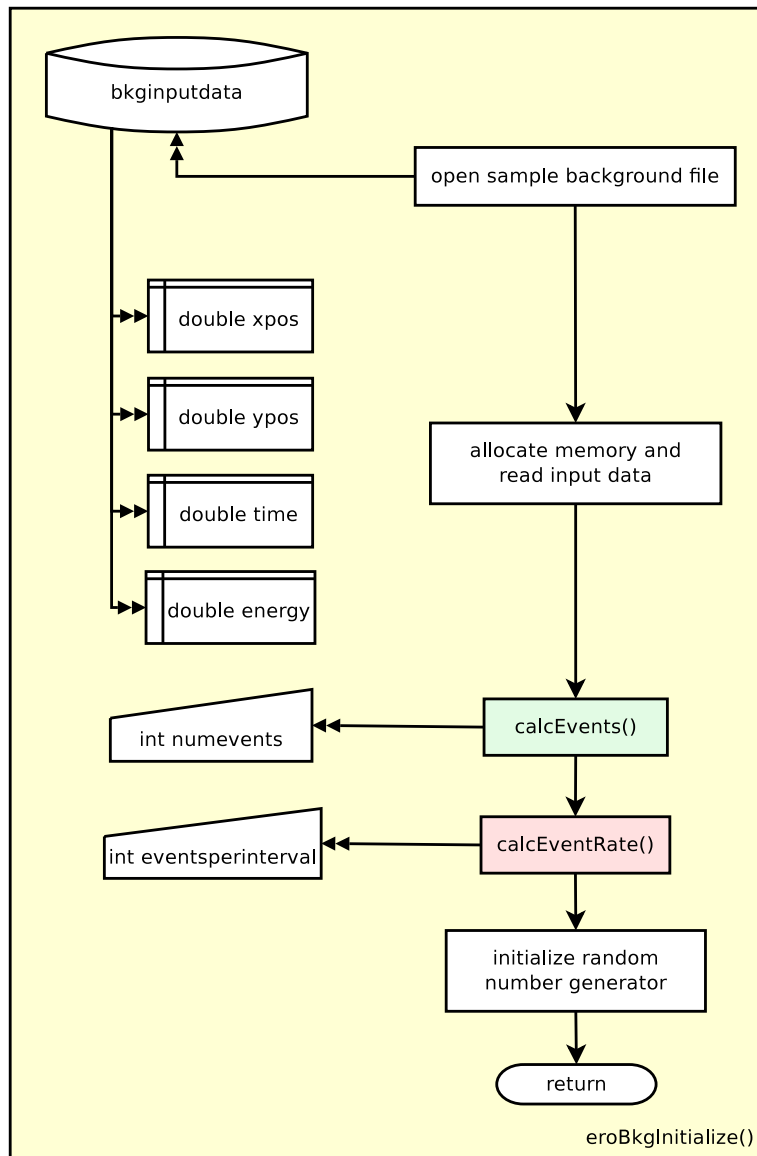 bkginputdata
open sample background file
double xpos
double ypos
allocate memory and
read input data
double time
double energy
calcEvents()
int numevents
calcEventRate()
int eventsperinterval
initialize random
number generator
return
eroBkgInitialize()